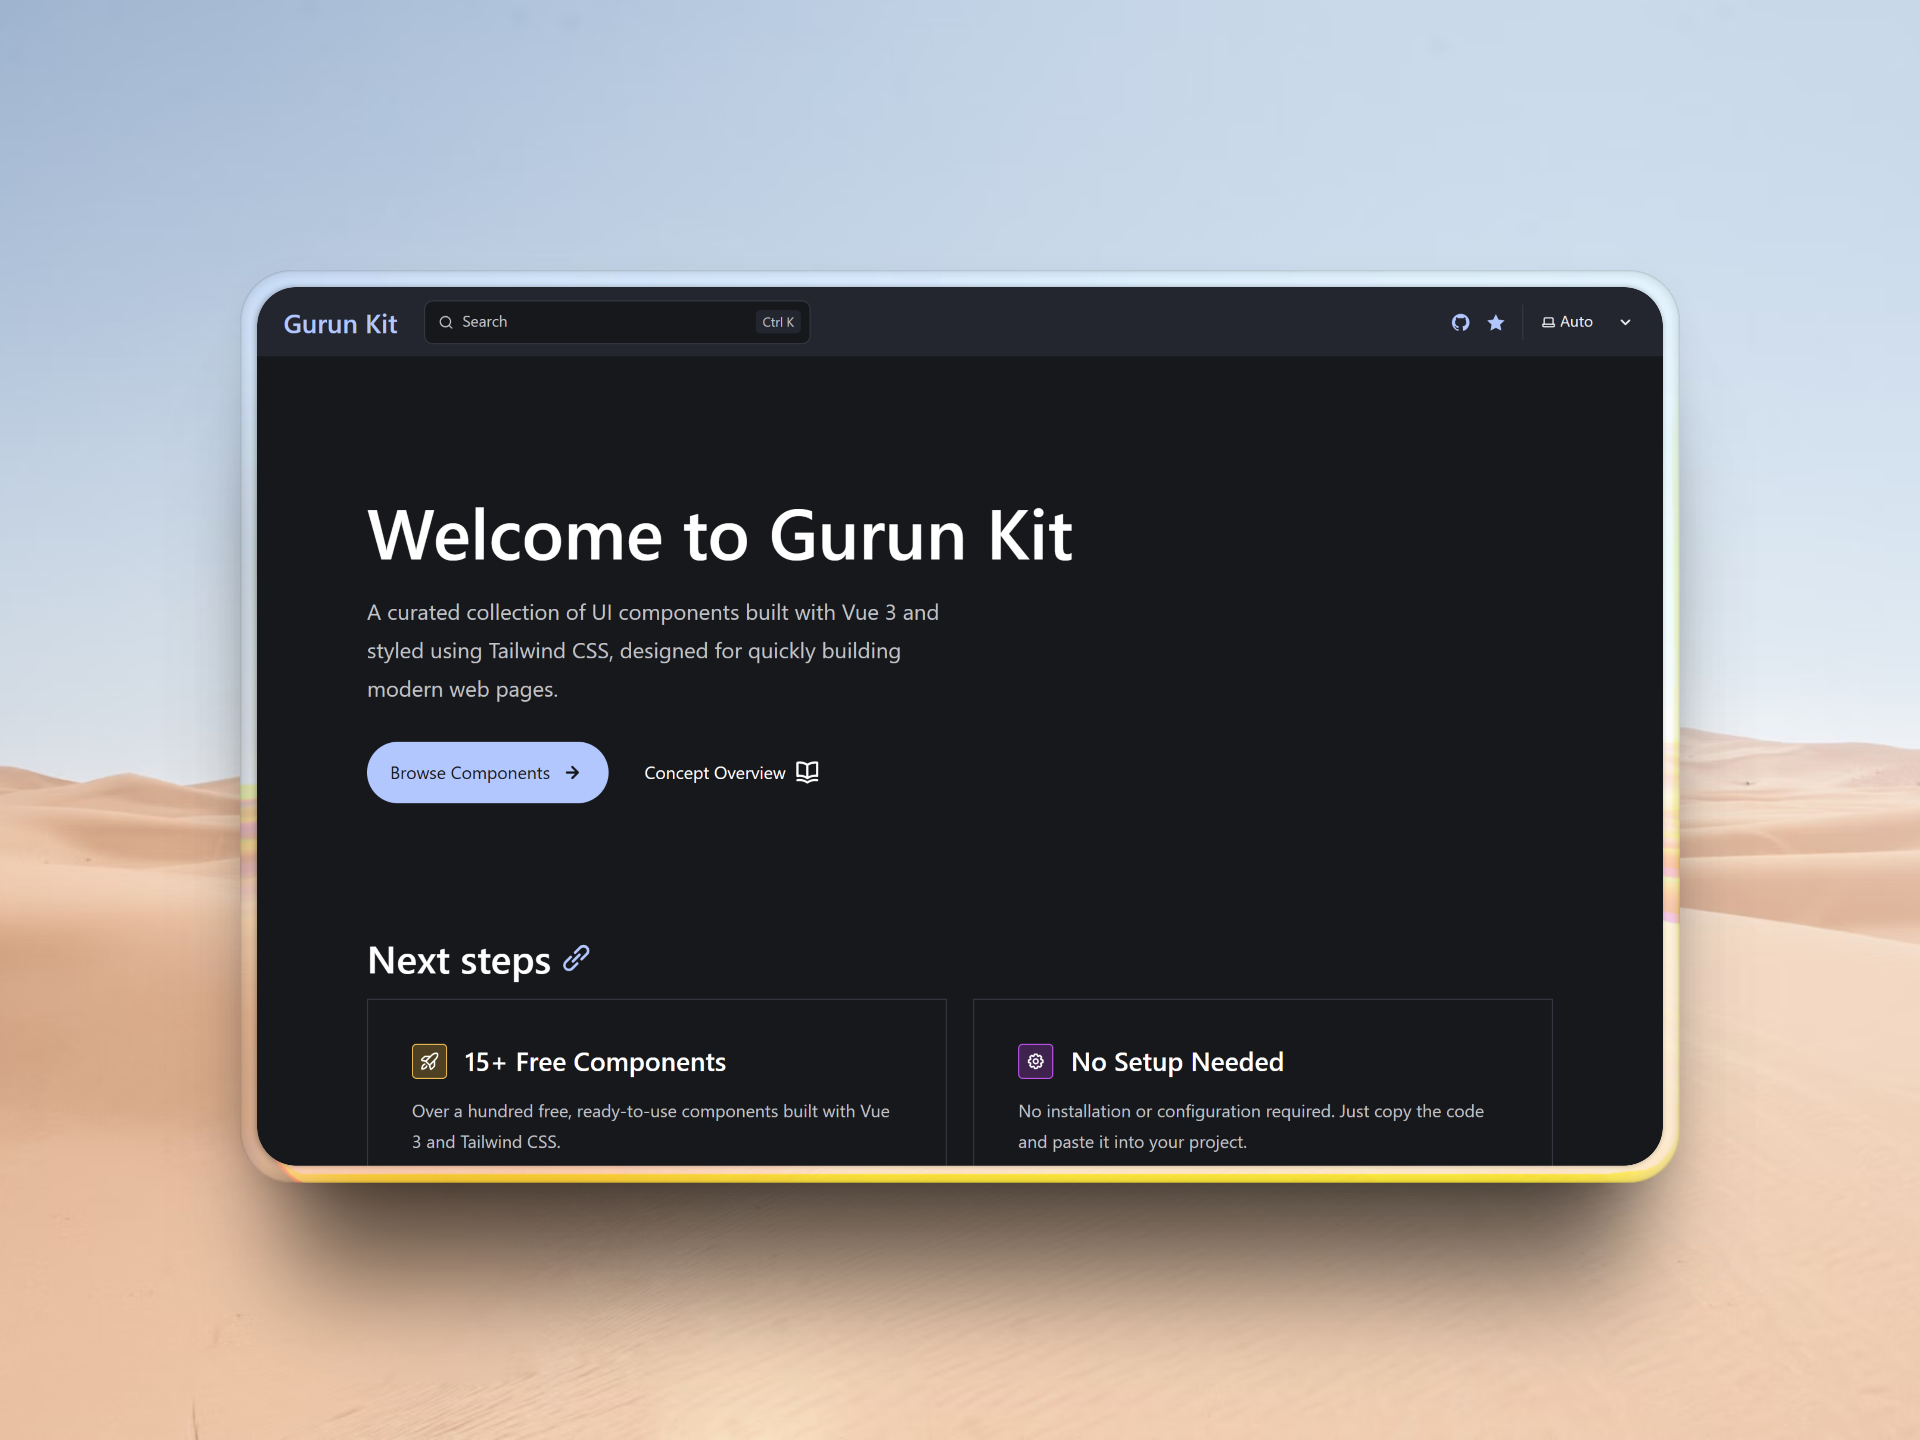 Gurun Kit
Search
Ctrl K
Auto
Welcome to Gurun Kit
A curated collection of UI components built with Vue 3 and
styled using Tailwind CSS, designed for quickly building
modern web pages.
Browse Components
Concept Overview
Next steps
15+ Free Components
Over a hundred free, ready-to-use components built with Vue
3 and Tailwind CSS.
No Setup Needed
No installation or configuration required. Just copy the code
and paste it into your project.